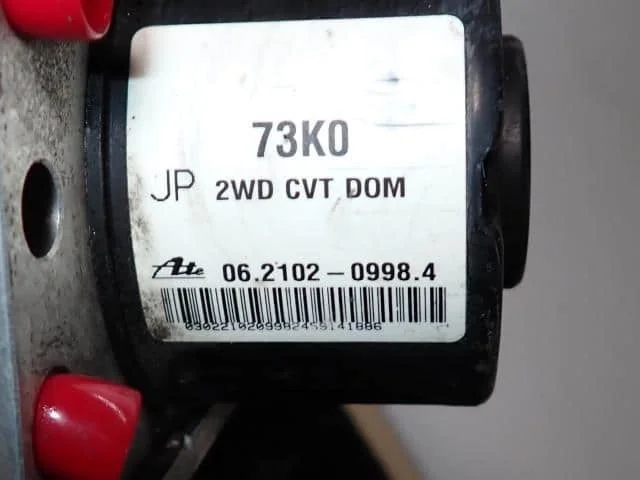 73K0
JP 2WD CVT DOM
Ate 06.2102-0998.4